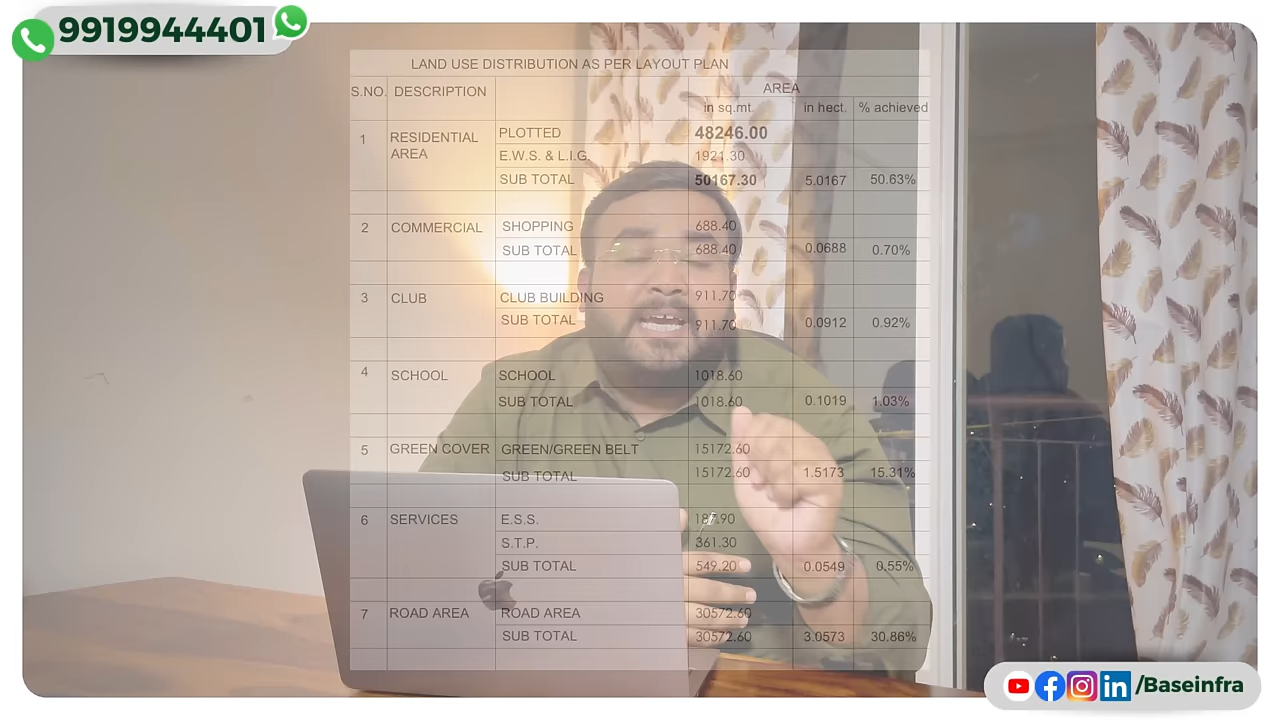 9919944401
LAND USE DISTRIBUTION AS PER LAYOUT PLAN
S.NO. DESCRIPTION AREA
in sq.mt. in hect. % achieved
1 RESIDENTIAL AREA PLOTTED 48246.00
E.W.S. & L.I.G. 1921.30
SUB TOTAL 50167.30 5.0167 50.63%
2 COMMERCIAL SHOPPING 688.40
SUB TOTAL 688.40 0.0688 0.70%
3 CLUB CLUB BUILDING 911.70
SUB TOTAL 911.70 0.0912 0.92%
4 SCHOOL SCHOOL 1018.60
SUB TOTAL 1018.60 0.1019 1.03%
5 GREEN COVER GREEN/GREEN BELT 15172.60
SUB TOTAL 15172.60 1.5173 15.31%
6 SERVICES E.S.S. 187.90
S.T.P. 361.30
SUB TOTAL 549.20 0.0549 0.55%
7 ROAD AREA ROAD AREA 30572.60
SUB TOTAL 30572.60 3.0573 30.86%
/Baseinfra